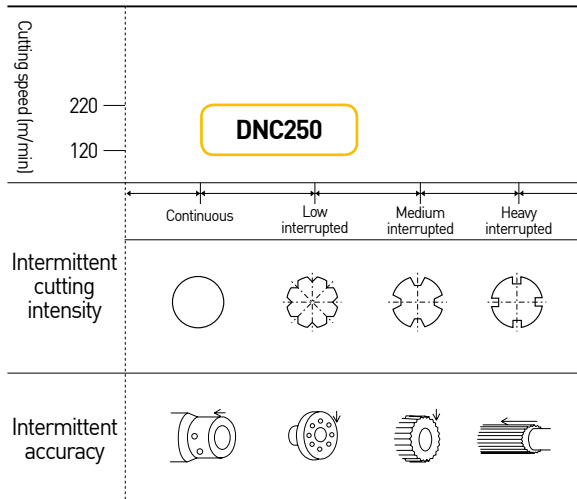 Cutting speed (m/min)
220
120
DNC250
Continuous
Low
interrupted
Medium
interrupted
Heavy
interrupted
Intermittent
cutting
intensity
Intermittent
accuracy